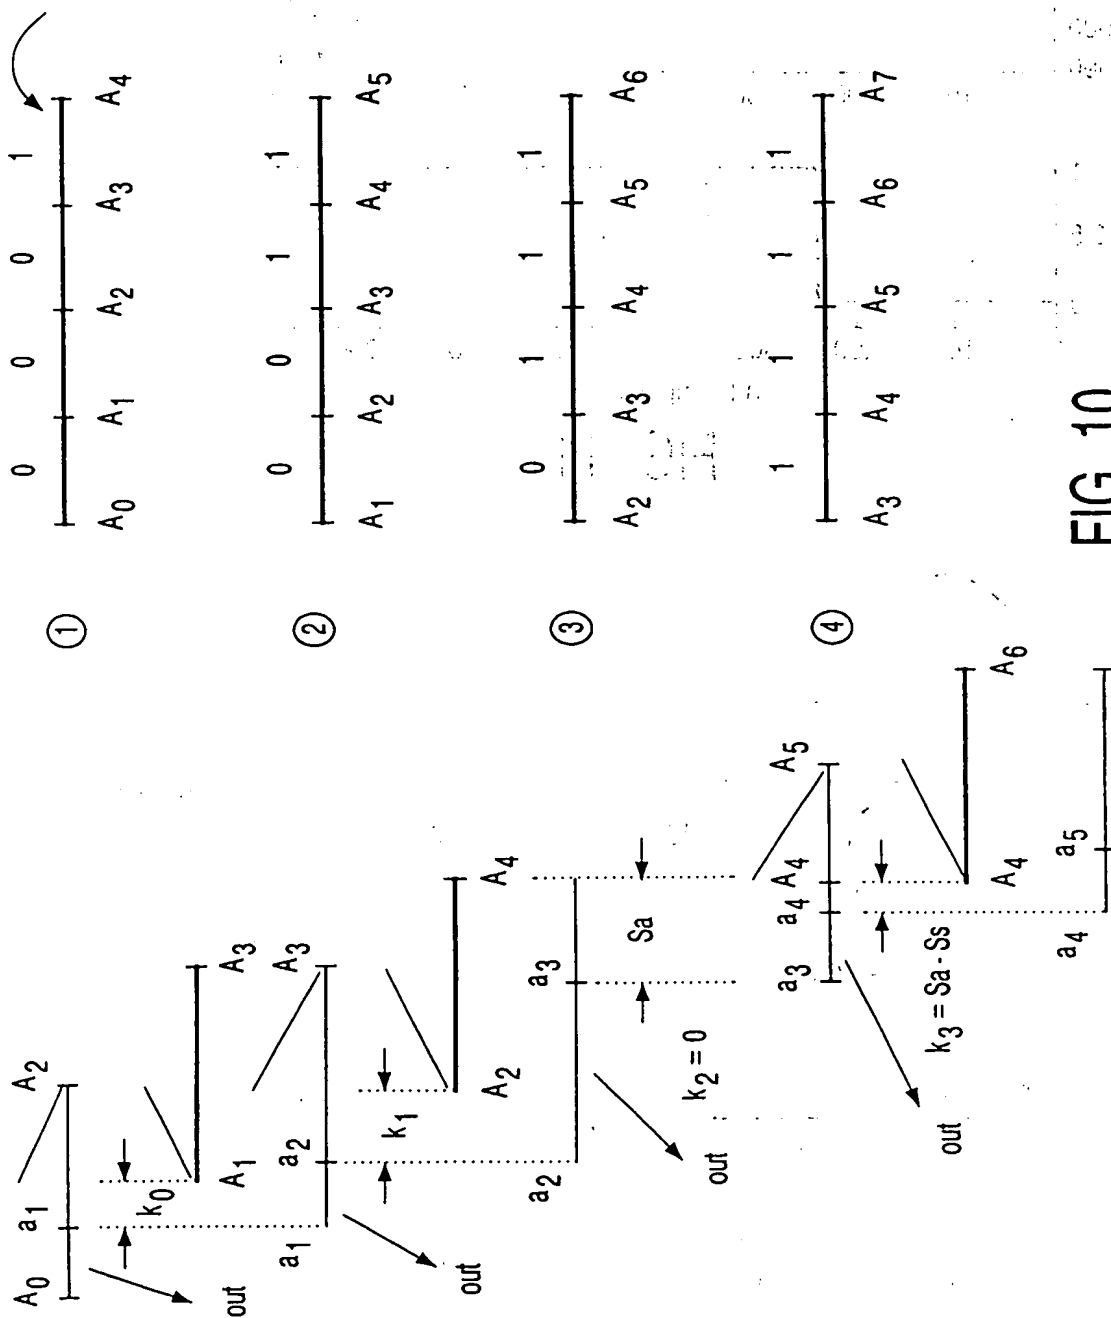 A0 a1 A2
k0
A1 A3
out
a1 a2 A3
k1
A2 A4
out
a2 a3
Sa
k2 = 0
out
a3 a4 A4 A5
k3 = Sa - Ss
A4 A6
out
a4 a5
1
0 0 0 1
A0 A1 A2 A3 A4
2
0 0 1 1
A1 A2 A3 A4 A5
3
0 1 1 1
A2 A3 A4 A5 A6
4
1 1 1 1
A3 A4 A5 A6 A7
FIG 10